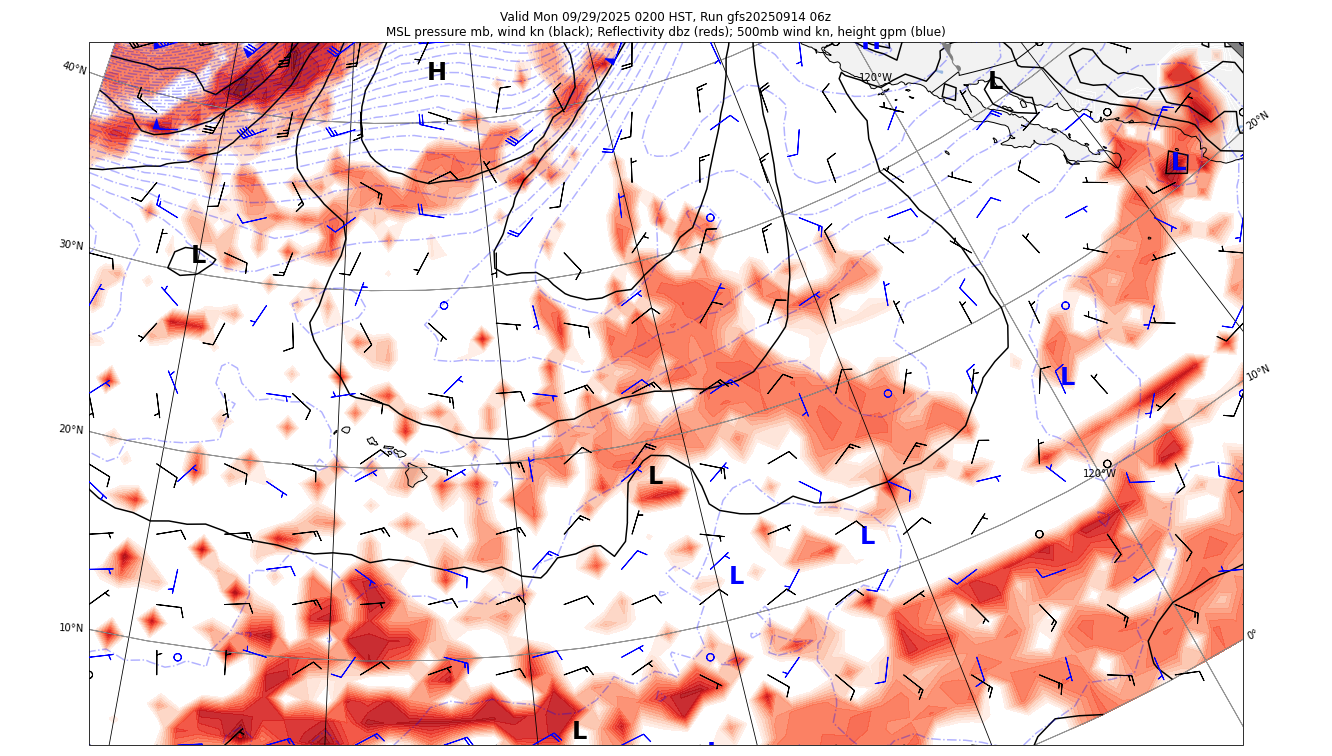 Valid Mon 09/29/2025 0200 HST, Run gfs20250914 06z
MSL pressure mb, wind kn (black); Reflectivity dbz (reds); 500mb wind kn, height gpm (blue)
H
H
40°N
120°W
L
20°N
L
30°N
L
L
10°N
20°N
L
120°W
L
L
10°N
0°
L